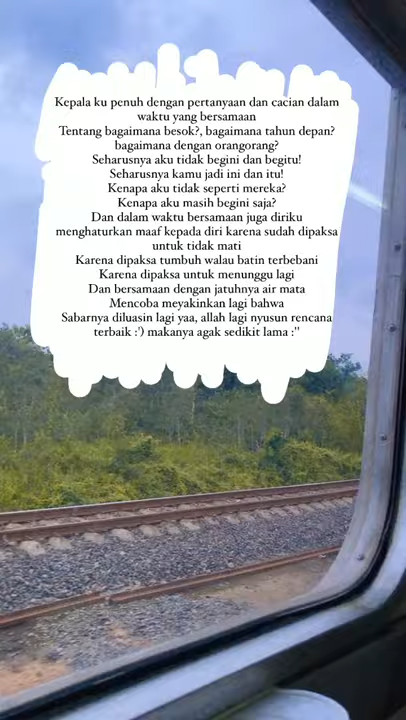 Kepala ku penuh dengan pertanyaan dan cacian dalam
waktu yang bersamaan
Tentang bagaimana besok?, bagaimana tahun depan?
bagaimana dengan orangorang?
Seharusnya aku tidak begini dan begitu!
Seharusnya kamu jadi ini dan itu!
Kenapa aku tidak seperti mereka?
Kenapa aku masih begini saja?
Dan dalam waktu bersamaan juga diriku
menghaturkan maaf kepada diri karena sudah dipaksa
untuk tidak mati
Karena dipaksa tumbuh walau batin terbebani
Karena dipaksa untuk menunggu lagi
Dan bersamaan dengan jatuhnya air mata
Mencoba meyakinkan lagi bahwa
Sabarnya diluasin lagi yaa, allah lagi nyusun rencana
terbaik :') makanya agak sedikit lama :''